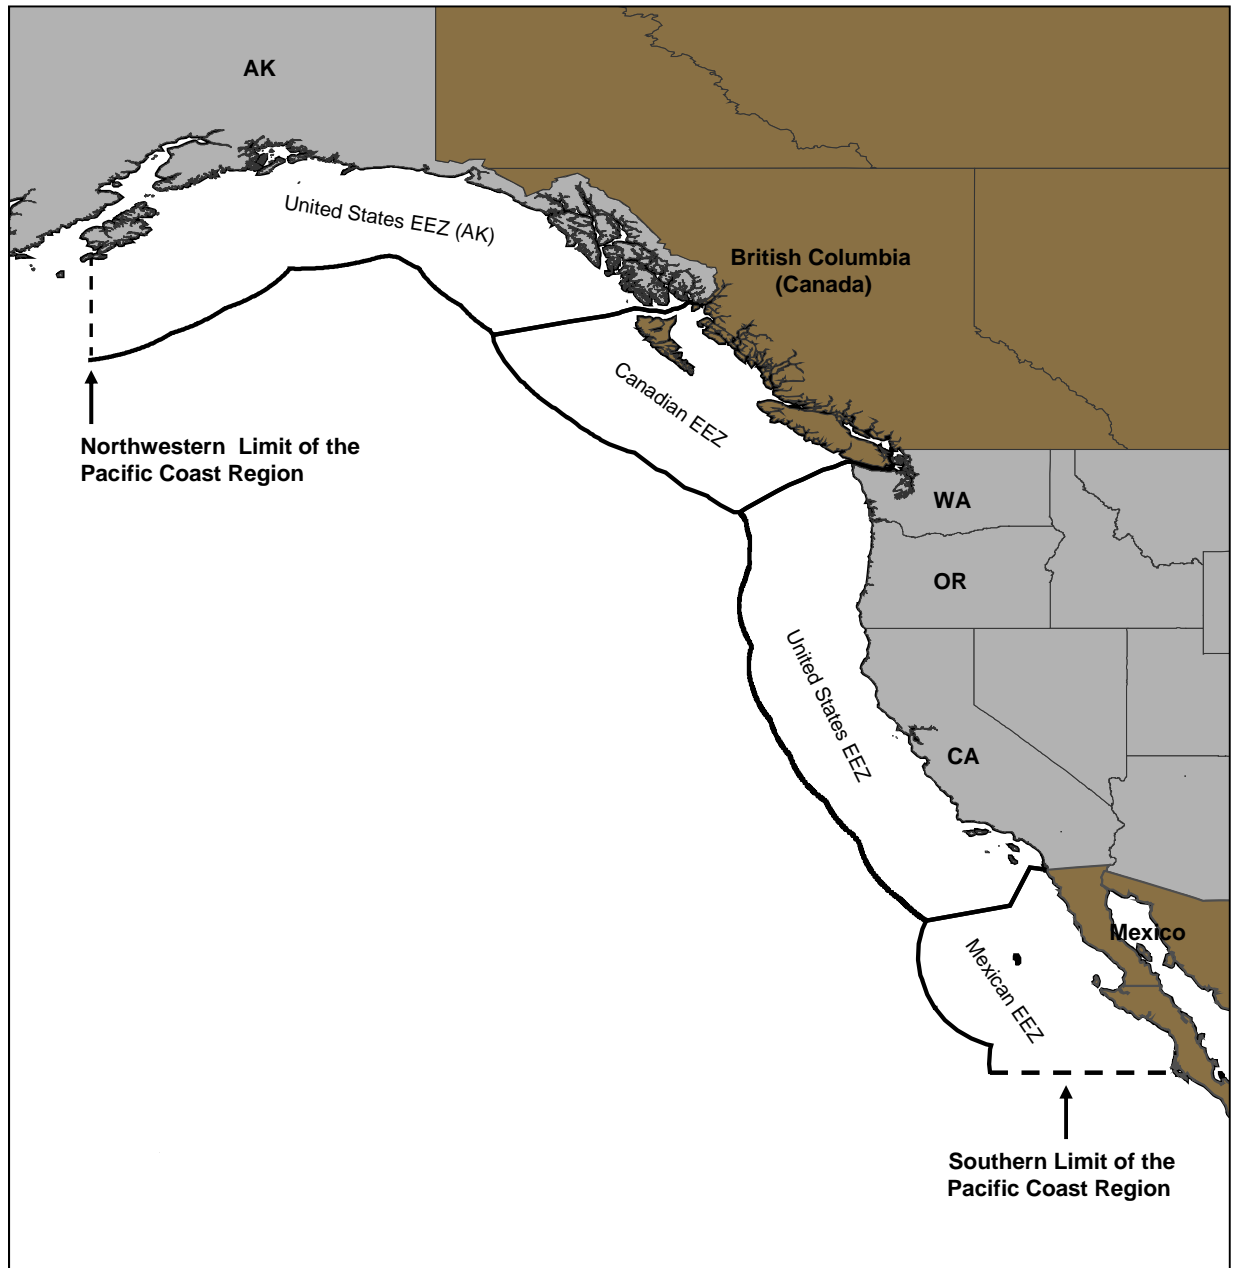 AK
United States EEZ (AK)
British Columbia
(Canada)
Canadian EEZ
Northwestern  Limit of the
Pacific Coast Region
WA
OR
United States EEZ
CA
Mexico
Mexican EEZ
Southern Limit of the
Pacific Coast Region